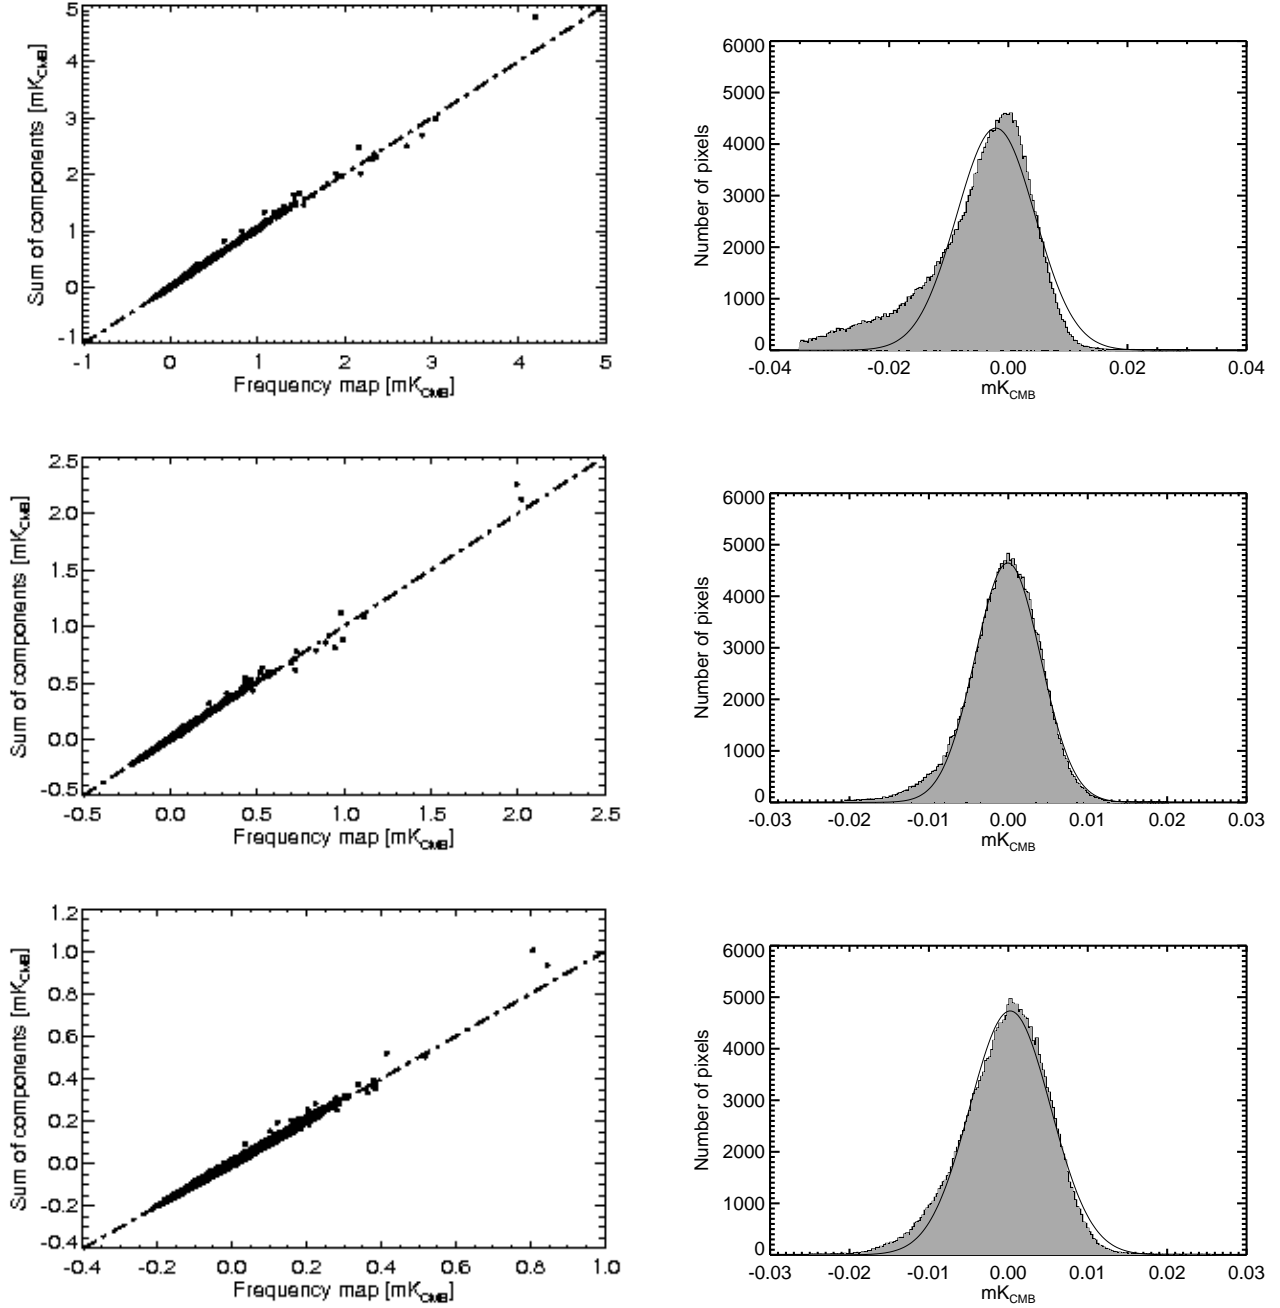 5
4
3
2
1
0
-1
Sum of components [mK_CMB]
-1 0 1 2 3 4 5
Frequency map [mK_CMB]
6000
5000
4000
3000
2000
1000
0
Number of pixels
-0.04 -0.02 0.00 0.02 0.04
mK_CMB
2.5
2.0
1.5
1.0
0.5
0.0
-0.5
Sum of components [mK_CMB]
-0.5 0.0 0.5 1.0 1.5 2.0 2.5
Frequency map [mK_CMB]
6000
5000
4000
3000
2000
1000
0
Number of pixels
-0.03 -0.02 -0.01 0.00 0.01 0.02 0.03
mK_CMB
1.2
1.0
0.8
0.6
0.4
0.2
0.0
-0.2
-0.4
Sum of components [mK_CMB]
-0.4 -0.2 0.0 0.2 0.4 0.6 0.8 1.0
Frequency map [mK_CMB]
6000
5000
4000
3000
2000
1000
0
Number of pixels
-0.03 -0.02 -0.01 0.00 0.01 0.02 0.03
mK_CMB